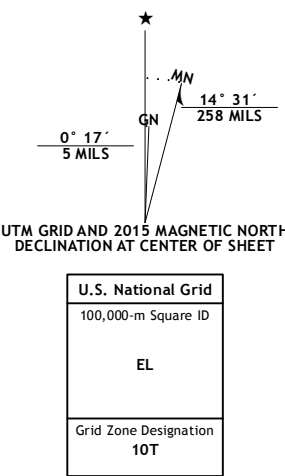 ★
MN
GN
14° 31´
258 MILS
0° 17´
5 MILS
UTM GRID AND 2015 MAGNETIC NORTH
DECLINATION AT CENTER OF SHEET
U.S. National Grid
100,000-m Square ID
EL
Grid Zone Designation
10T